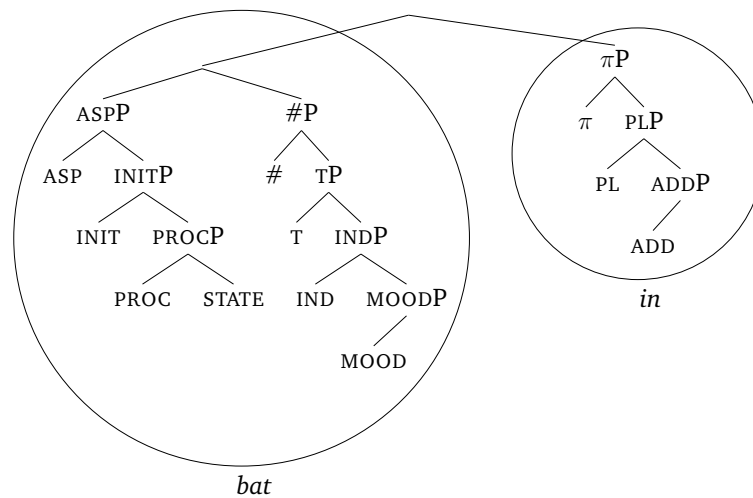 πP
ASPP #P π PLP
ASP INITP # TP PL ADDP
INIT PROCP T INDP ADD
PROC STATE IND MOODP in
MOOD
bat